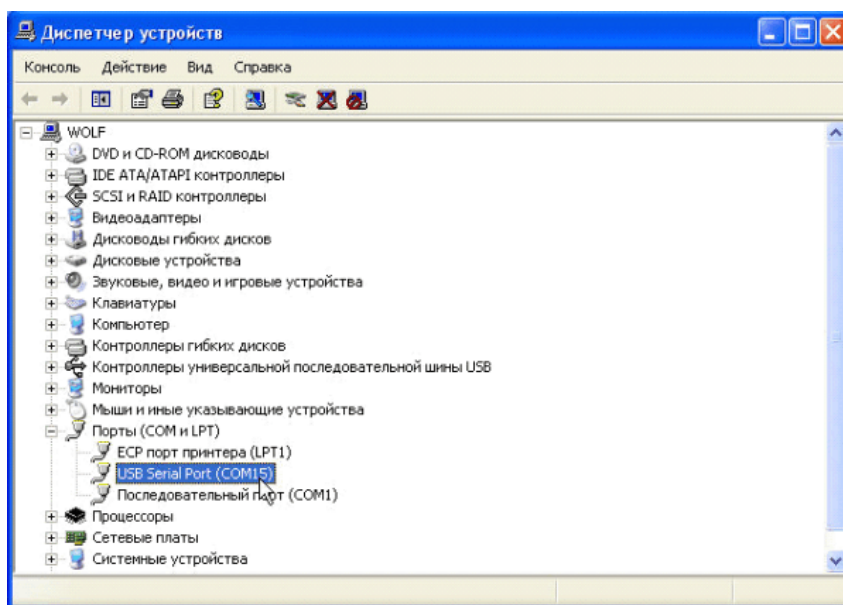 Диспетчер устройств
Консоль Действие Вид Справка
WOLF
DVD и CD-ROM дисководы
IDE ATA/ATAPI контроллеры
SCSI и RAID контроллеры
Видеоадаптеры
Дисководы гибких дисков
Дисковые устройства
Звуковые, видео и игровые устройства
Клавиатуры
Компьютер
Контроллеры гибких дисков
Контроллеры универсальной последовательной шины USB
Мониторы
Мыши и иные указывающие устройства
Порты (COM и LPT)
ECP порт принтера (LPT1)
USB Serial Port (COM15)
Последовательный порт (COM1)
Процессоры
Сетевые платы
Системные устройства